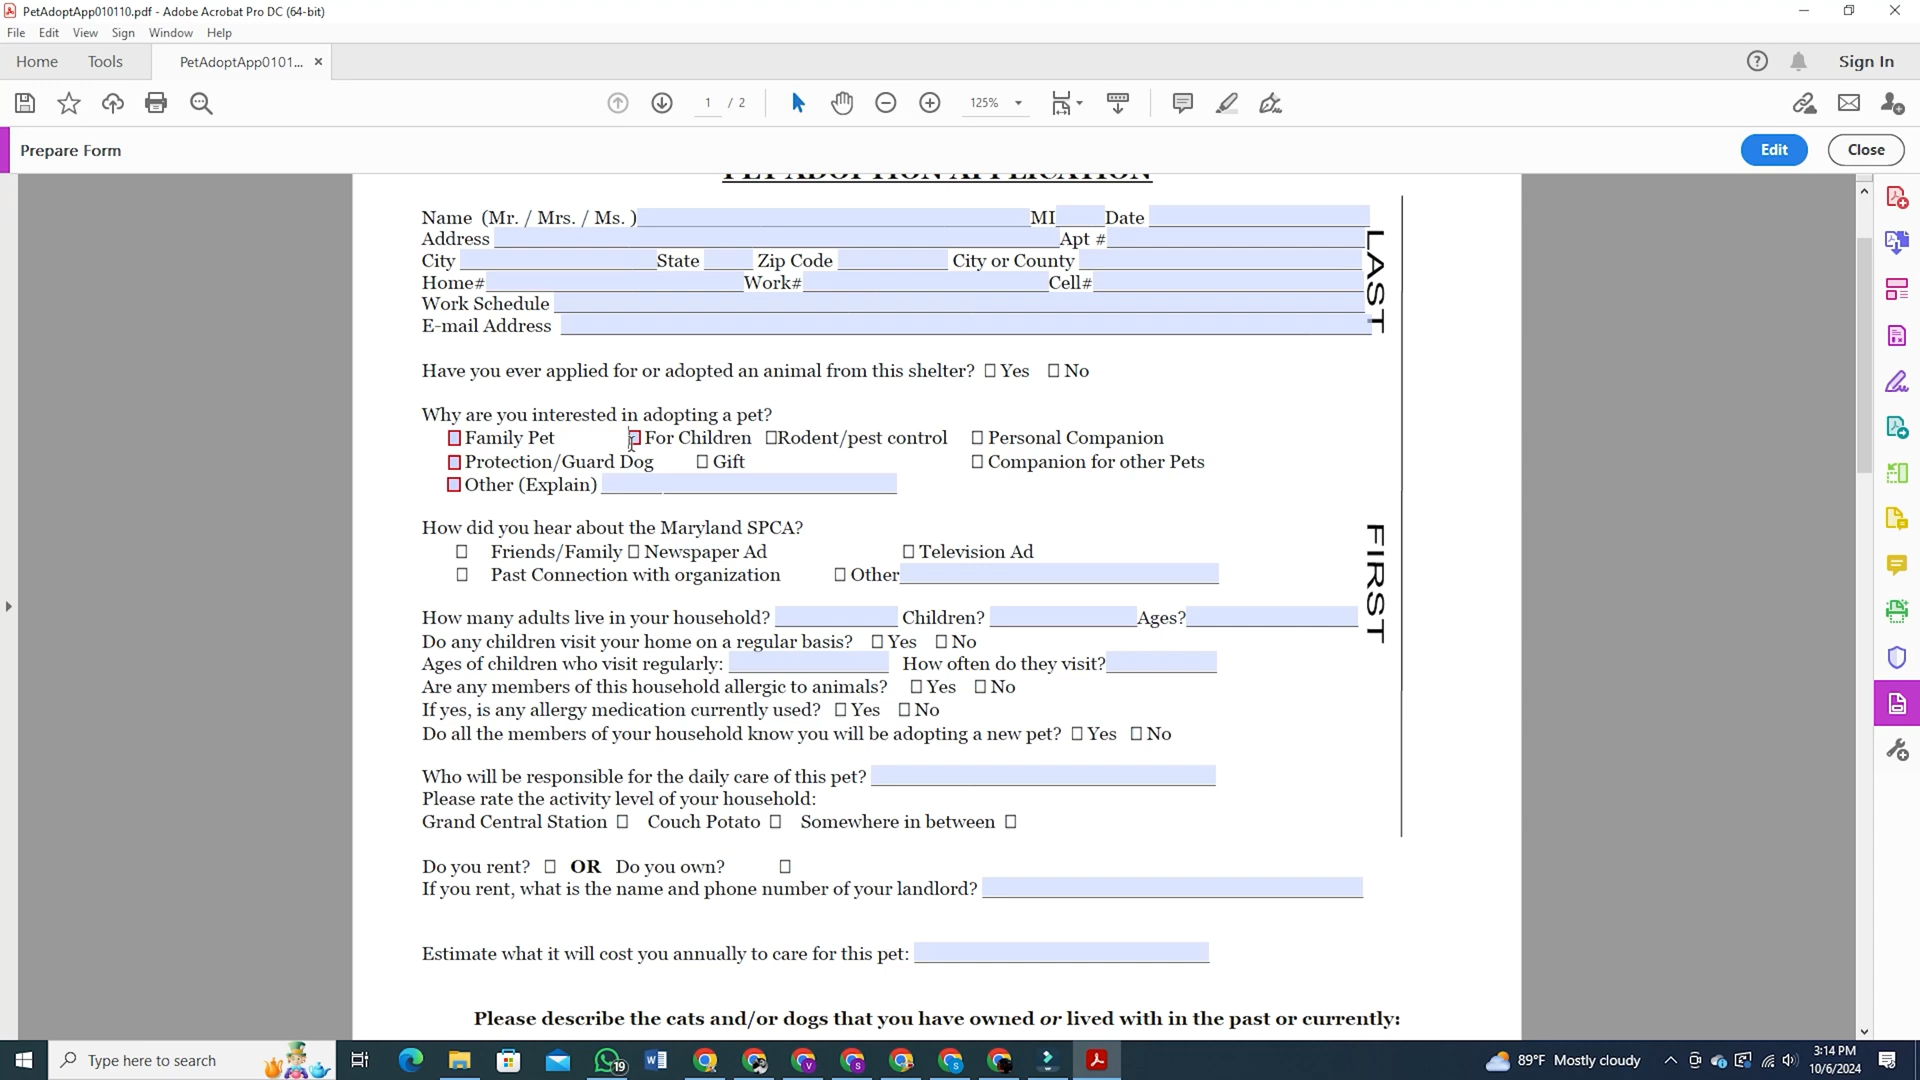 PetAdoptApp010110.pdf - Adobe Acrobat Pro DC (64-bit)
File Edit View Sign Window Help
Home Tools PetAdoptApp0101... × Sign In
1 / 2 125%
Prepare Form Edit Close
PET ADOPTION APPLICATION
Name (Mr. / Mrs. / Ms. ) MI Date
Address Apt #
City State Zip Code City or County
Home# Work# Cell#
Work Schedule
E-mail Address
LAST
Have you ever applied for or adopted an animal from this shelter? □ Yes □ No
Why are you interested in adopting a pet?
Family Pet For Children □Rodent/pest control □ Personal Companion
Protection/Guard Dog □ Gift □ Companion for other Pets
Other (Explain)
How did you hear about the Maryland SPCA?
□ Friends/Family □ Newspaper Ad □ Television Ad
□ Past Connection with organization □ Other
FIRST
How many adults live in your household? Children? Ages?
Do any children visit your home on a regular basis? □ Yes □ No
Ages of children who visit regularly: How often do they visit?
Are any members of this household allergic to animals? □ Yes □ No
If yes, is any allergy medication currently used? □ Yes □ No
Do all the members of your household know you will be adopting a new pet? □ Yes □ No
Who will be responsible for the daily care of this pet?
Please rate the activity level of your household:
Grand Central Station □ Couch Potato □ Somewhere in between □
Do you rent? □ OR Do you own? □
If you rent, what is the name and phone number of your landlord?
Estimate what it will cost you annually to care for this pet:
Please describe the cats and/or dogs that you have owned or lived with in the past or currently:
Type here to search
19
89°F Mostly cloudy
3:14 PM
10/6/2024